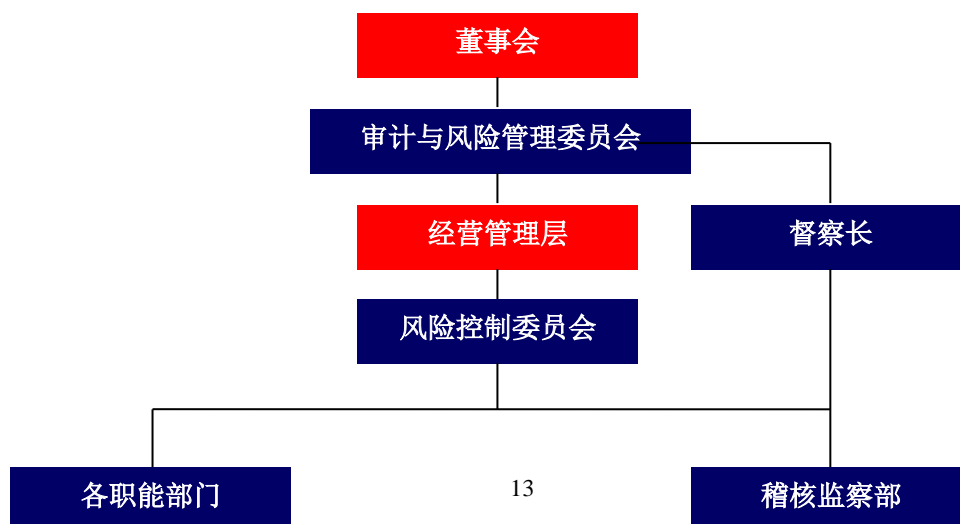 董事会
审计与风险管理委员会
经营管理层
督察长
风险控制委员会
各职能部门
13
稽核监察部